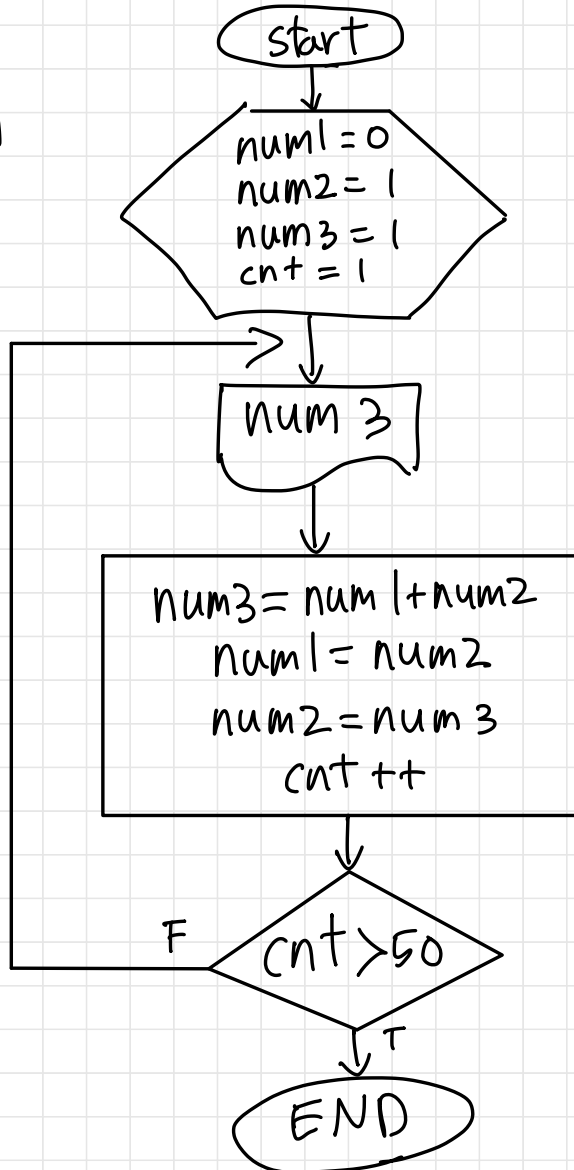 start
num1 = 0
num2 = 1
num3 = 1
cnt = 1
num 3
num3 = num1+num2
num1 = num2
num2 = num 3
cnt ++
F
cnt >50
T
END